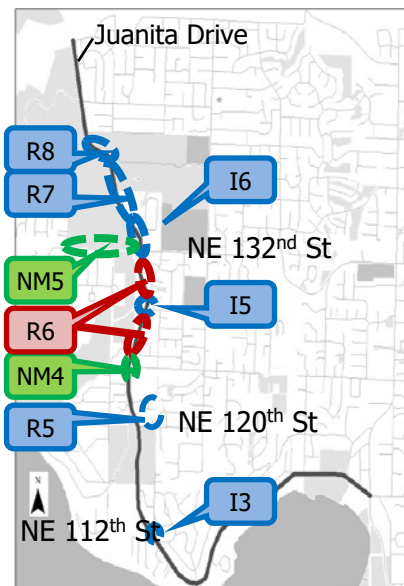 Juanita Drive
R8
I6
R7
NE 132nd St
NM5
I5
R6
NM4
R5
NE 120th St
N
I3
NE 112th St